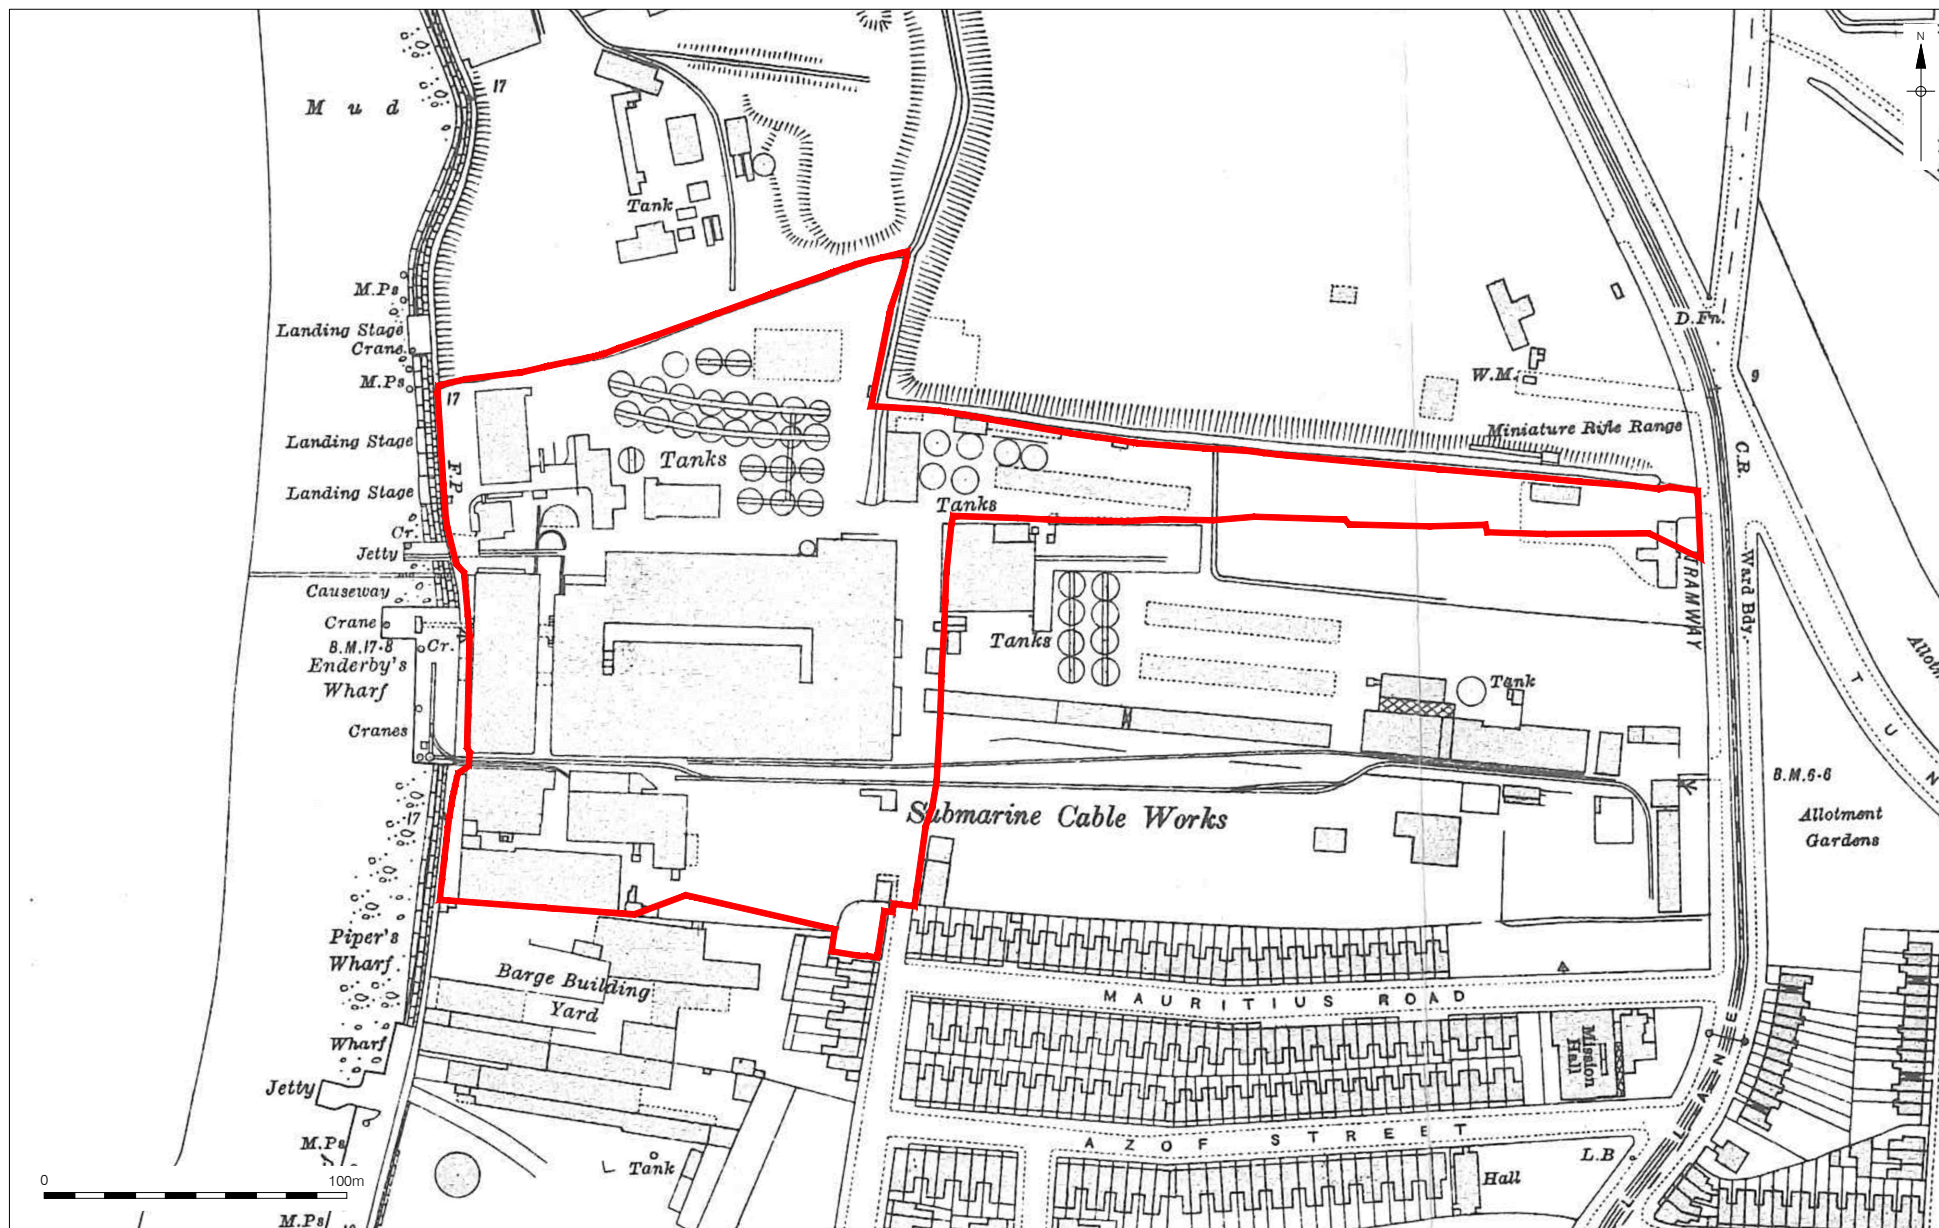 N
17
Mud
Tank
M.Ps
Landing Stage
Crane
M.Ps
17
D.Fn.
W.M.
9
Miniature Rifle Range
C.R.
Landing Stage
F.P
Tanks
Landing Stage
Tanks
Cr.
Jetty
Causeway
Crane
B.M.17·8
Cr.
Enderby's
Wharf
Cranes
Tanks
Tank
TRAMWAY
Ward Bdy.
TUN
B.M.6·6
Allotment
Gardens
Submarine Cable Works
17
Piper's
Wharf
Barge Building
Yard
Wharf
Jetty
MAURITIUS ROAD
Mission
Hall
LANE
AZOF STREET
M.Ps
Tank
L.B
Hall
0
100m
M.Ps